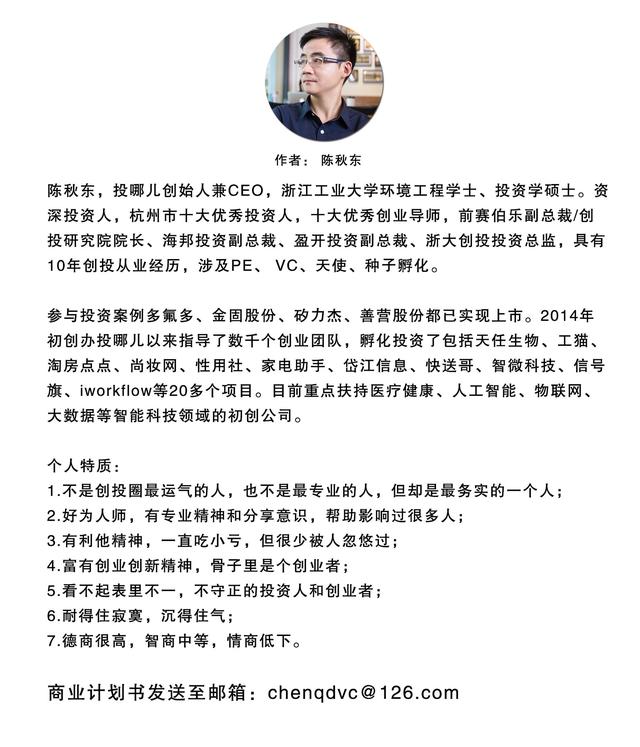 作者： 陈秋东
陈秋东，投哪儿创始人兼CEO，浙江工业大学环境工程学士、投资学硕士。资
深投资人，杭州市十大优秀投资人，十大优秀创业导师，前赛伯乐副总裁/创
投研究院院长、海邦投资副总裁、盈开投资副总裁、浙大创投投资总监，具有
10年创投从业经历，涉及PE、 VC、天使、种子孵化。
参与投资案例多氟多、金固股份、矽力杰、善营股份都已实现上市。2014年
初创办投哪儿以来指导了数千个创业团队，孵化投资了包括天任生物、工猫、
淘房点点、尚妆网、性用社、家电助手、岱江信息、快送哥、智微科技、信号
旗、iworkflow等20多个项目。目前重点扶持医疗健康、人工智能、物联网、
大数据等智能科技领域的初创公司。
个人特质：
1.不是创投圈最运气的人，也不是最专业的人，但却是最务实的一个人；
2.好为人师，有专业精神和分享意识，帮助影响过很多人；
3.有利他精神，一直吃小亏，但很少被人忽悠过；
4.富有创业创新精神，骨子里是个创业者；
5.看不起表里不一，不守正的投资人和创业者；
6.耐得住寂寞，沉得住气；
7.德商很高，智商中等，情商低下。
商业计划书发送至邮箱：chenqdvc@126.com